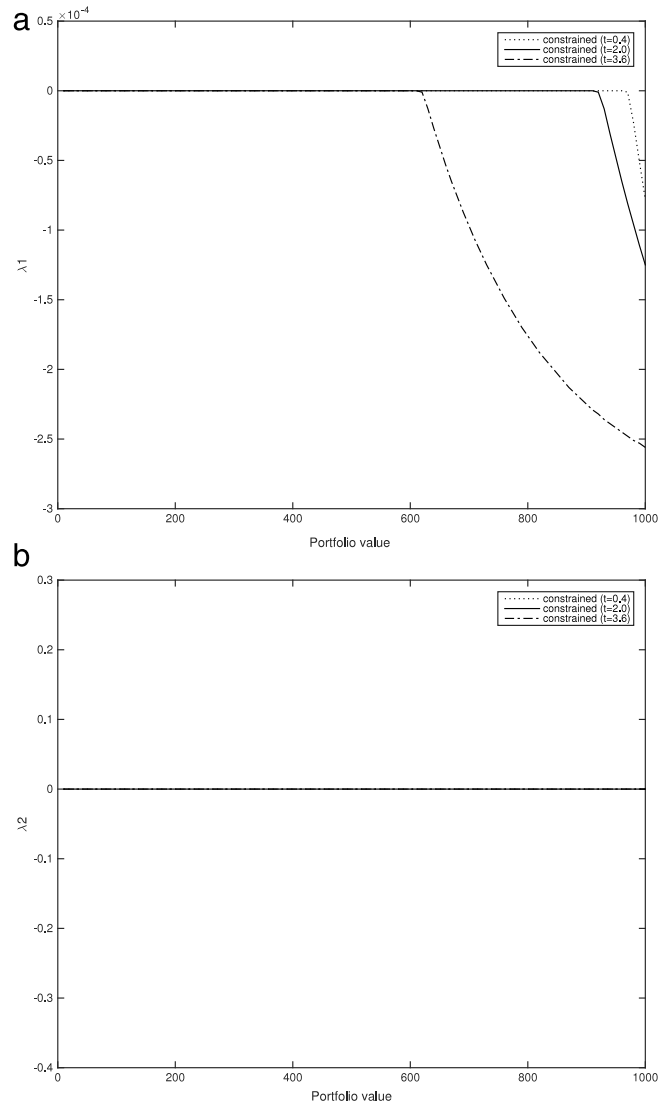 a
×10⁻⁴
0.5
constrained (t=0.4)
constrained (t=2.0)
constrained (t=3.6)
0
-0.5
-1
λ1
-1.5
-2
-2.5
-3
0 200 400 600 800 1000
Portfolio value
b
0.3
constrained (t=0.4)
constrained (t=2.0)
constrained (t=3.6)
0.2
0.1
0
λ2
-0.1
-0.2
-0.3
-0.4
0 200 400 600 800 1000
Portfolio value